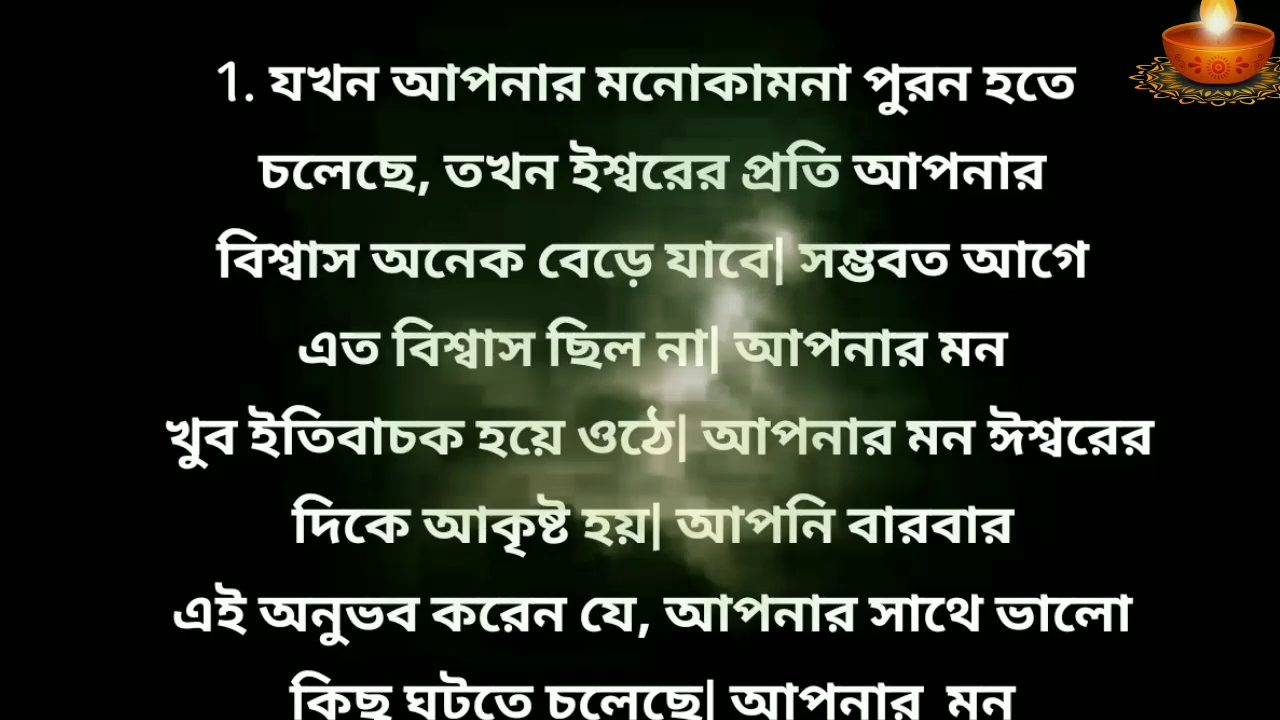 1. যখন আপনার মনোকামনা পুরন হতে
চলেছে, তখন ইশ্বরের প্রতি আপনার
বিশ্বাস অনেক বেড়ে যাবে| সম্ভবত আগে
এত বিশ্বাস ছিল না| আপনার মন
খুব ইতিবাচক হয়ে ওঠে| আপনার মন ঈশ্বরের
দিকে আকৃষ্ট হয়| আপনি বারবার
এই অনুভব করেন যে, আপনার সাথে ভালো
কিছু ঘটতে চলেছে| আপনার মন